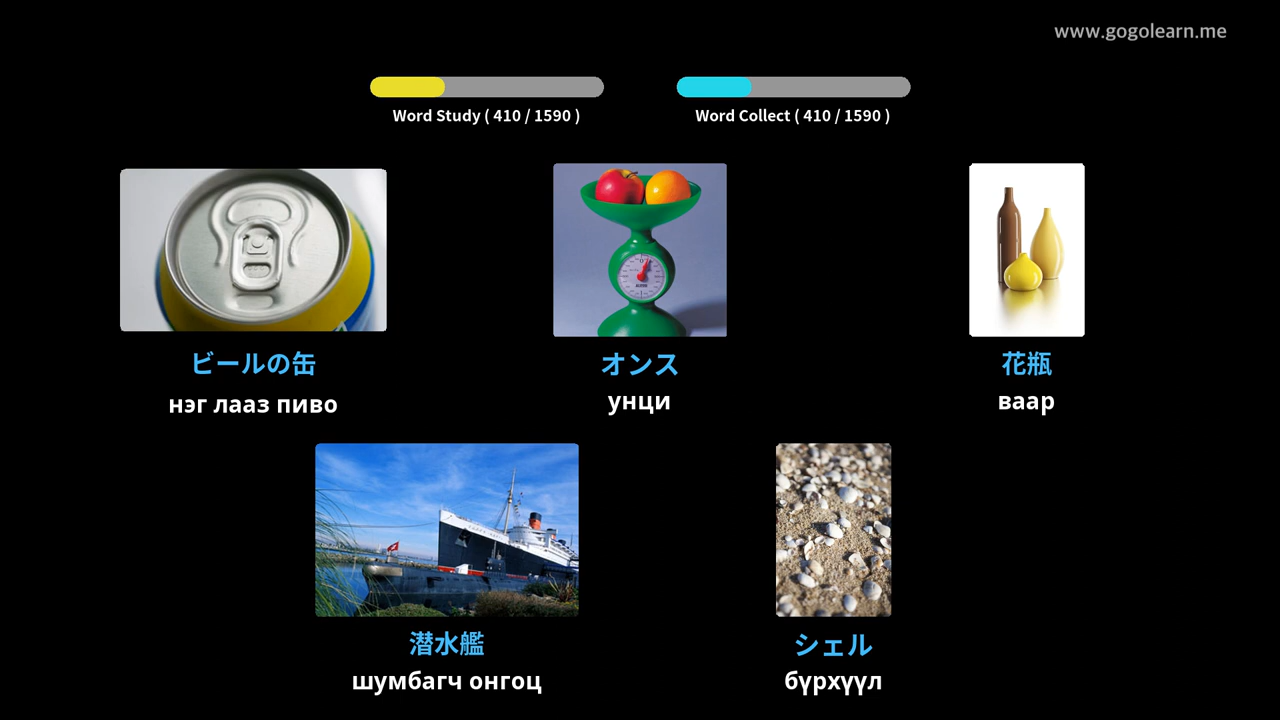 www.gogolearn.me
Word Study ( 410 / 1590 )
Word Collect ( 410 / 1590 )
ビールの缶
нэг лааз пиво
オンス
унци
花瓶
ваар
潜水艦
шумбагч онгоц
シェル
бүрхүүл